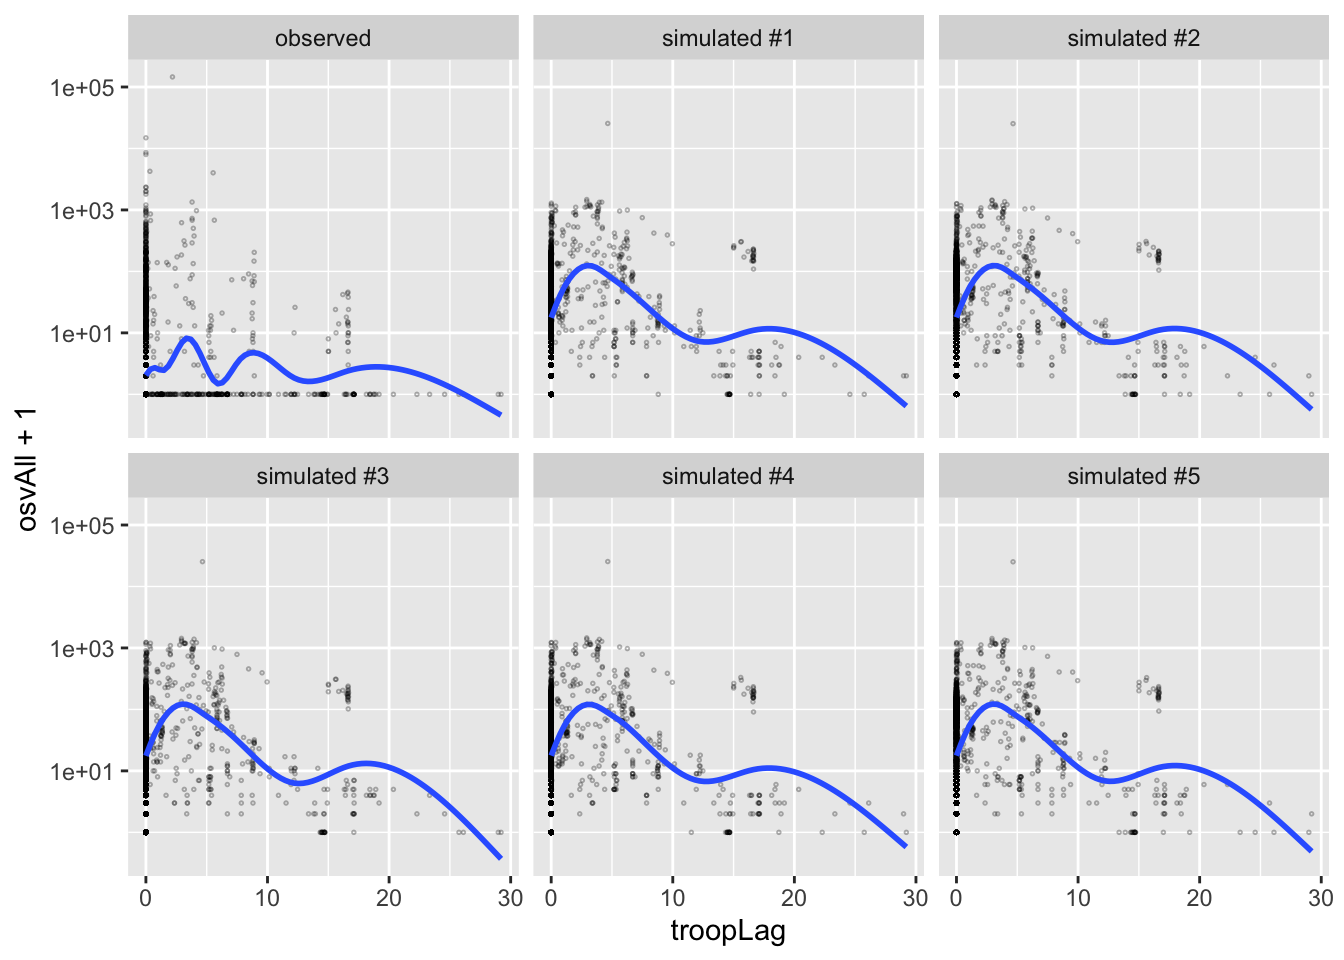 observed
simulated #1
simulated #2
1e+05
1e+03
1e+01
simulated #3
simulated #4
simulated #5
1e+05
1e+03
1e+01
0 10 20 30
0 10 20 30
0 10 20 30
troopLag
osvAll + 1